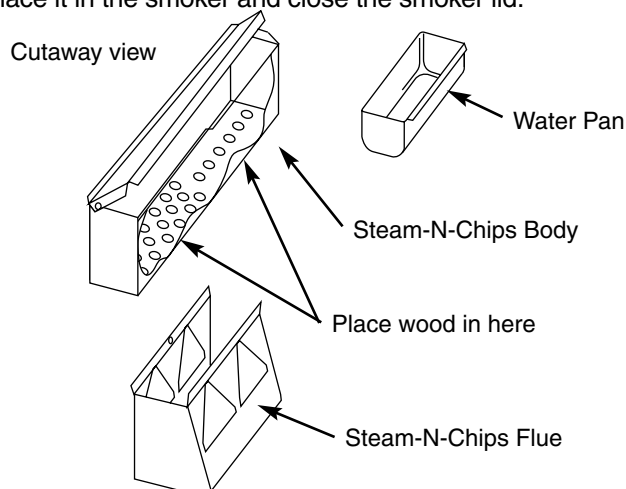 place it in the smoker and close the smoker lid.
Cutaway view
Water Pan
Steam-N-Chips Body
Place wood in here
Steam-N-Chips Flue